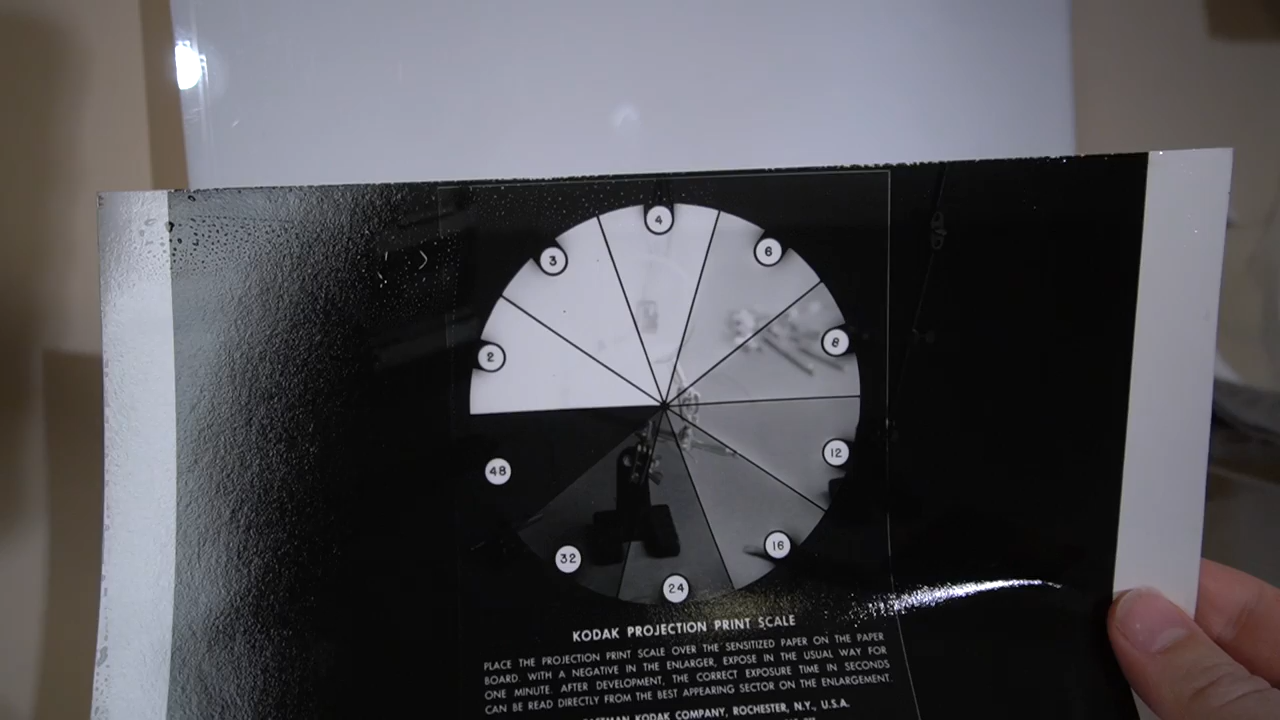 4
3
6
2
8
48
12
32
16
24
KODAK PROJECTION PRINT SCALE
PLACE THE PROJECTION PRINT SCALE OVER THE SENSITIZED PAPER ON THE PAPER
BOARD. WITH A NEGATIVE IN THE ENLARGER, EXPOSE IN THE USUAL WAY FOR
ONE MINUTE. AFTER DEVELOPMENT, THE CORRECT EXPOSURE TIME IN SECONDS
CAN BE READ DIRECTLY FROM THE BEST APPEARING SECTOR ON THE ENLARGEMENT.
EASTMAN KODAK COMPANY, ROCHESTER, N.Y., U.S.A.